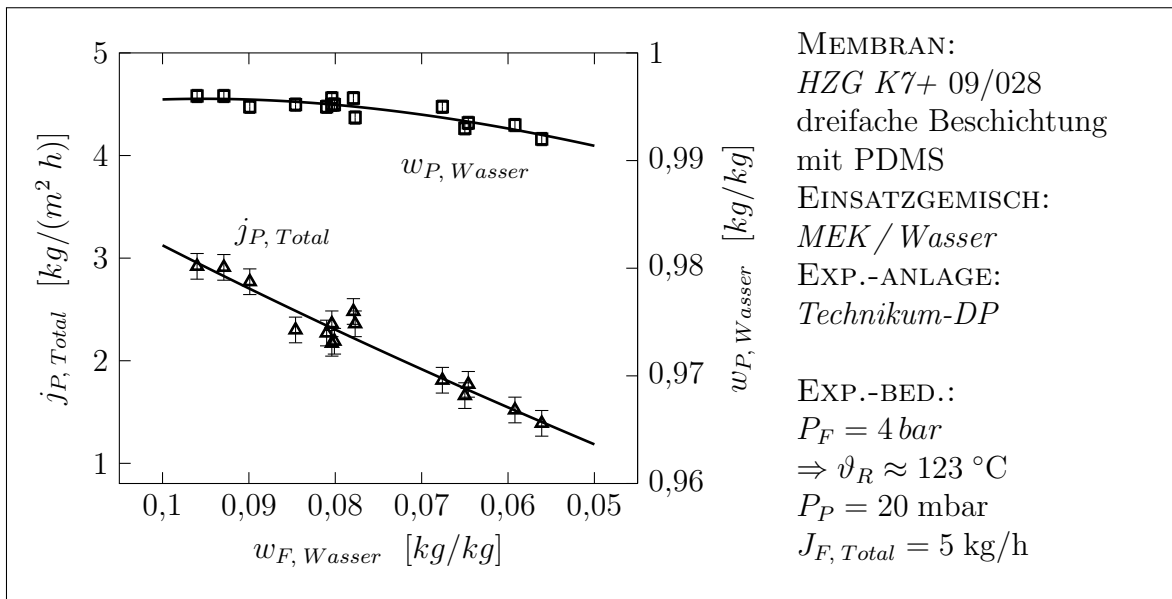 5
4
3
2
1
j_{P, Total} [kg/(m² h)]
w_{P, Wasser}
j_{P, Total}
0,1 0,09 0,08 0,07 0,06 0,05
w_{F, Wasser} [kg/kg]
1
0,99
0,98
0,97
0,96
w_{P, Wasser} [kg/kg]
MEMBRAN:
HZG K7+ 09/028
dreifache Beschichtung
mit PDMS
EINSATZGEMISCH:
MEK / Wasser
EXP.-ANLAGE:
Technikum-DP
EXP.-BED.:
P_F = 4 bar
⇒ ϑ_R ≈ 123 °C
P_P = 20 mbar
J_{F, Total} = 5 kg/h